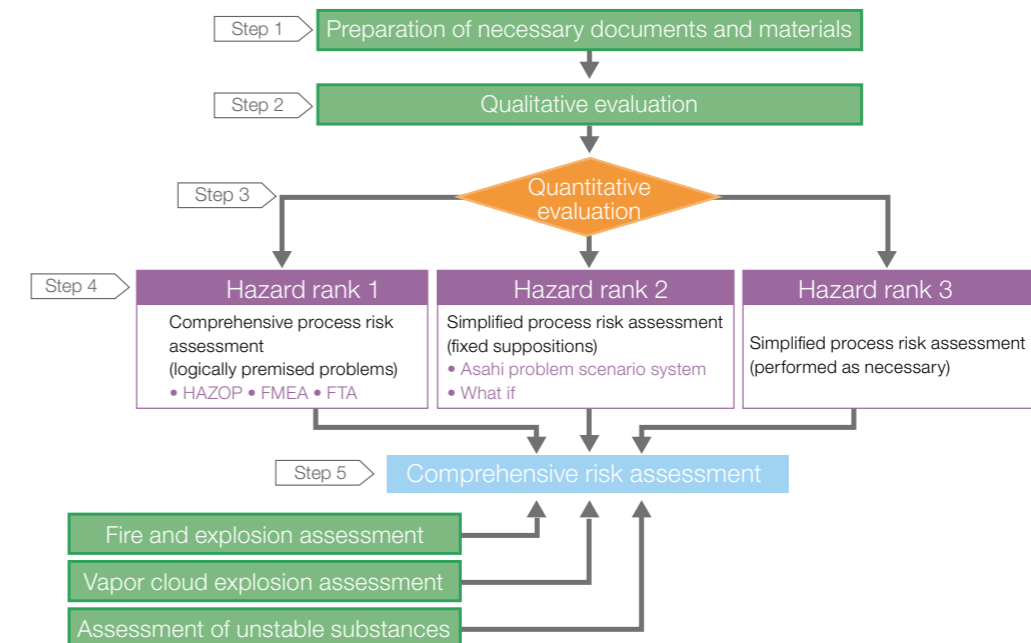 Step 1
Preparation of necessary documents and materials
Step 2
Qualitative evaluation
Step 3
Quantitative
evaluation
Step 4
Hazard rank 1
Comprehensive process risk
assessment
(logically premised problems)
• HAZOP • FMEA • FTA
Hazard rank 2
Simplified process risk assessment
(fixed suppositions)
• Asahi problem scenario system
• What if
Hazard rank 3
Simplified process risk assessment
(performed as necessary)
Step 5
Comprehensive risk assessment
Fire and explosion assessment
Vapor cloud explosion assessment
Assessment of unstable substances